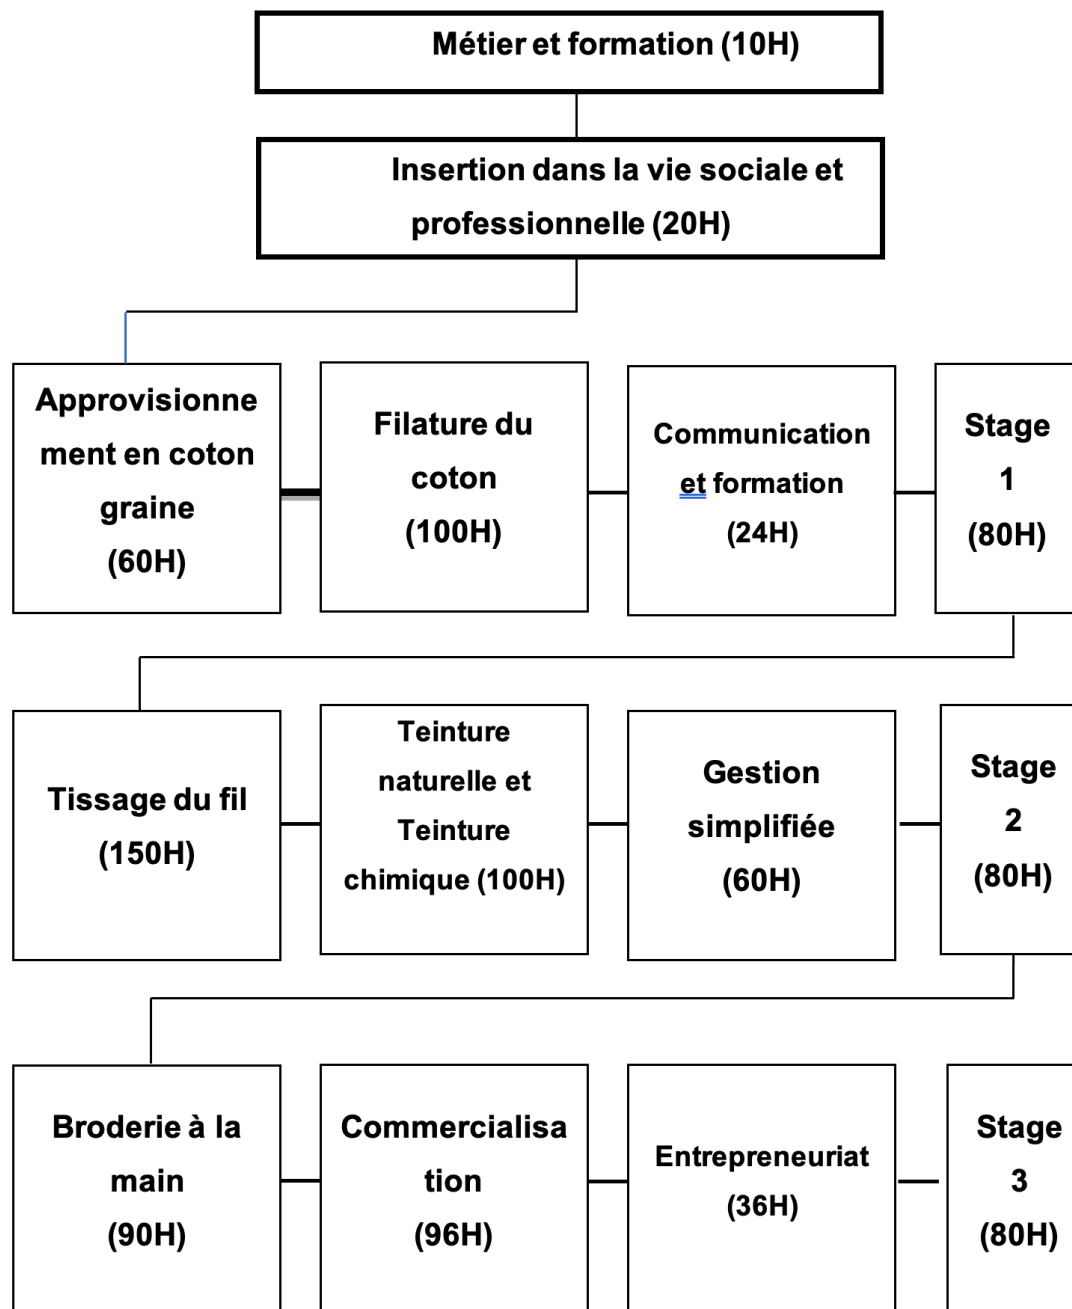 Métier et formation (10H)
Insertion dans la vie sociale et
professionnelle (20H)
Approvisionne
ment en coton
graine
(60H)
Filature du
coton
(100H)
Communication
et formation
(24H)
Stage
1
(80H)
Tissage du fil
(150H)
Teinture
naturelle et
Teinture
chimique (100H)
Gestion
simplifiée
(60H)
Stage
2
(80H)
Broderie à la
main
(90H)
Commercialisa
tion
(96H)
Entrepreneuriat
(36H)
Stage
3
(80H)